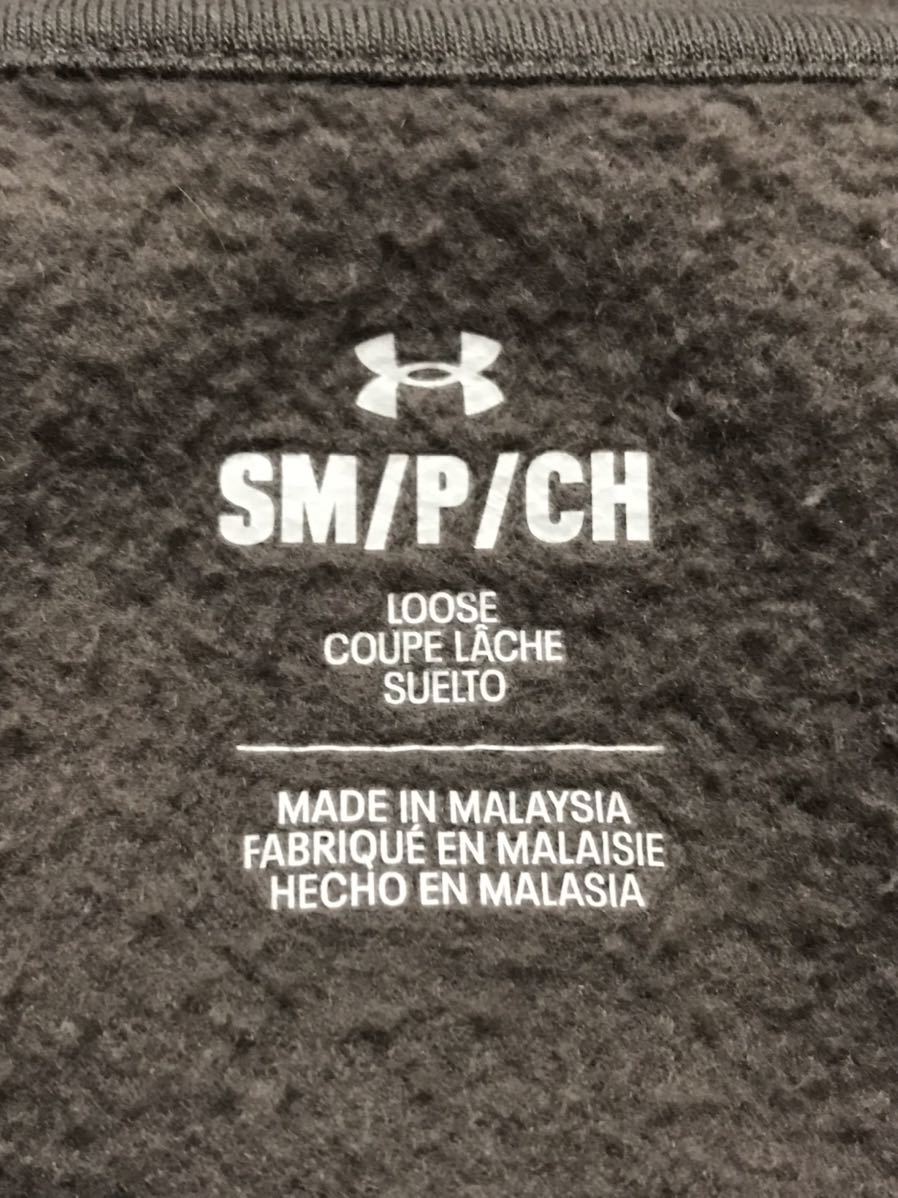 SM/P/CH
LOOSE
COUPE LÂCHE
SUELTO
MADE IN MALAYSIA
FABRIQUÉ EN MALAISIE
HECHO EN MALASIA